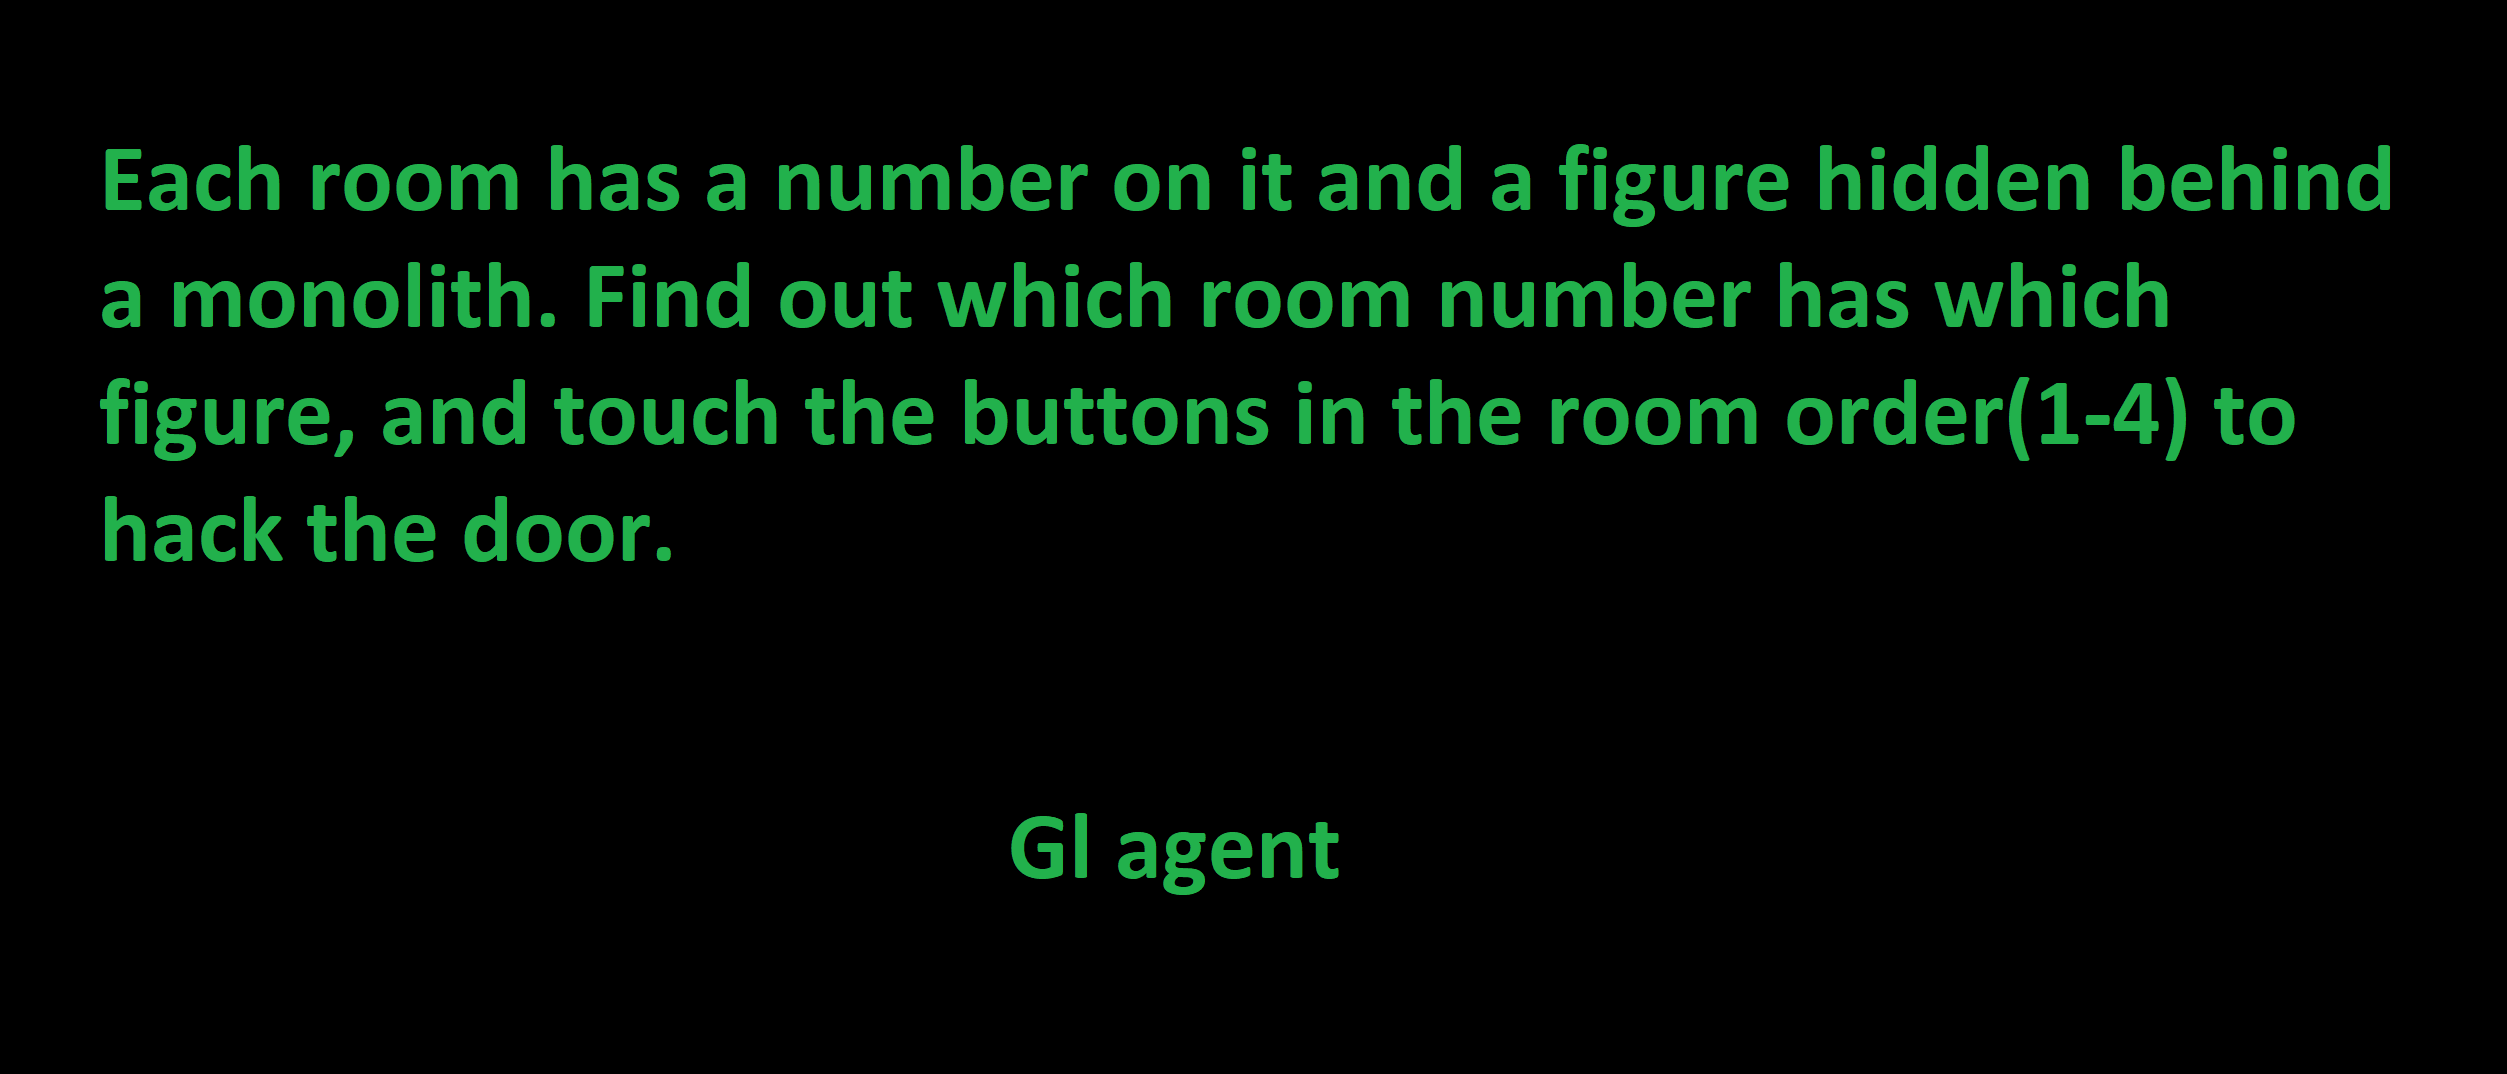 Each room has a number on it and a figure hidden behind
a monolith. Find out which room number has which
figure, and touch the buttons in the room order(1-4) to
hack the door.
Gl agent